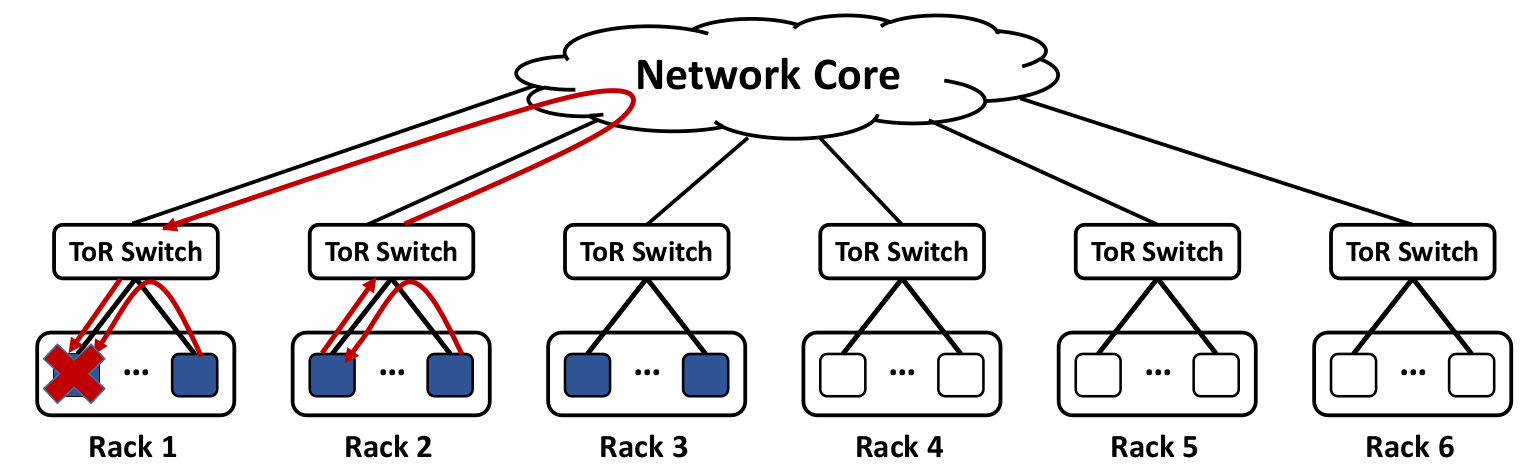 Network Core
ToR Switch
ToR Switch
ToR Switch
ToR Switch
ToR Switch
ToR Switch
...
...
...
...
...
...
Rack 1
Rack 2
Rack 3
Rack 4
Rack 5
Rack 6